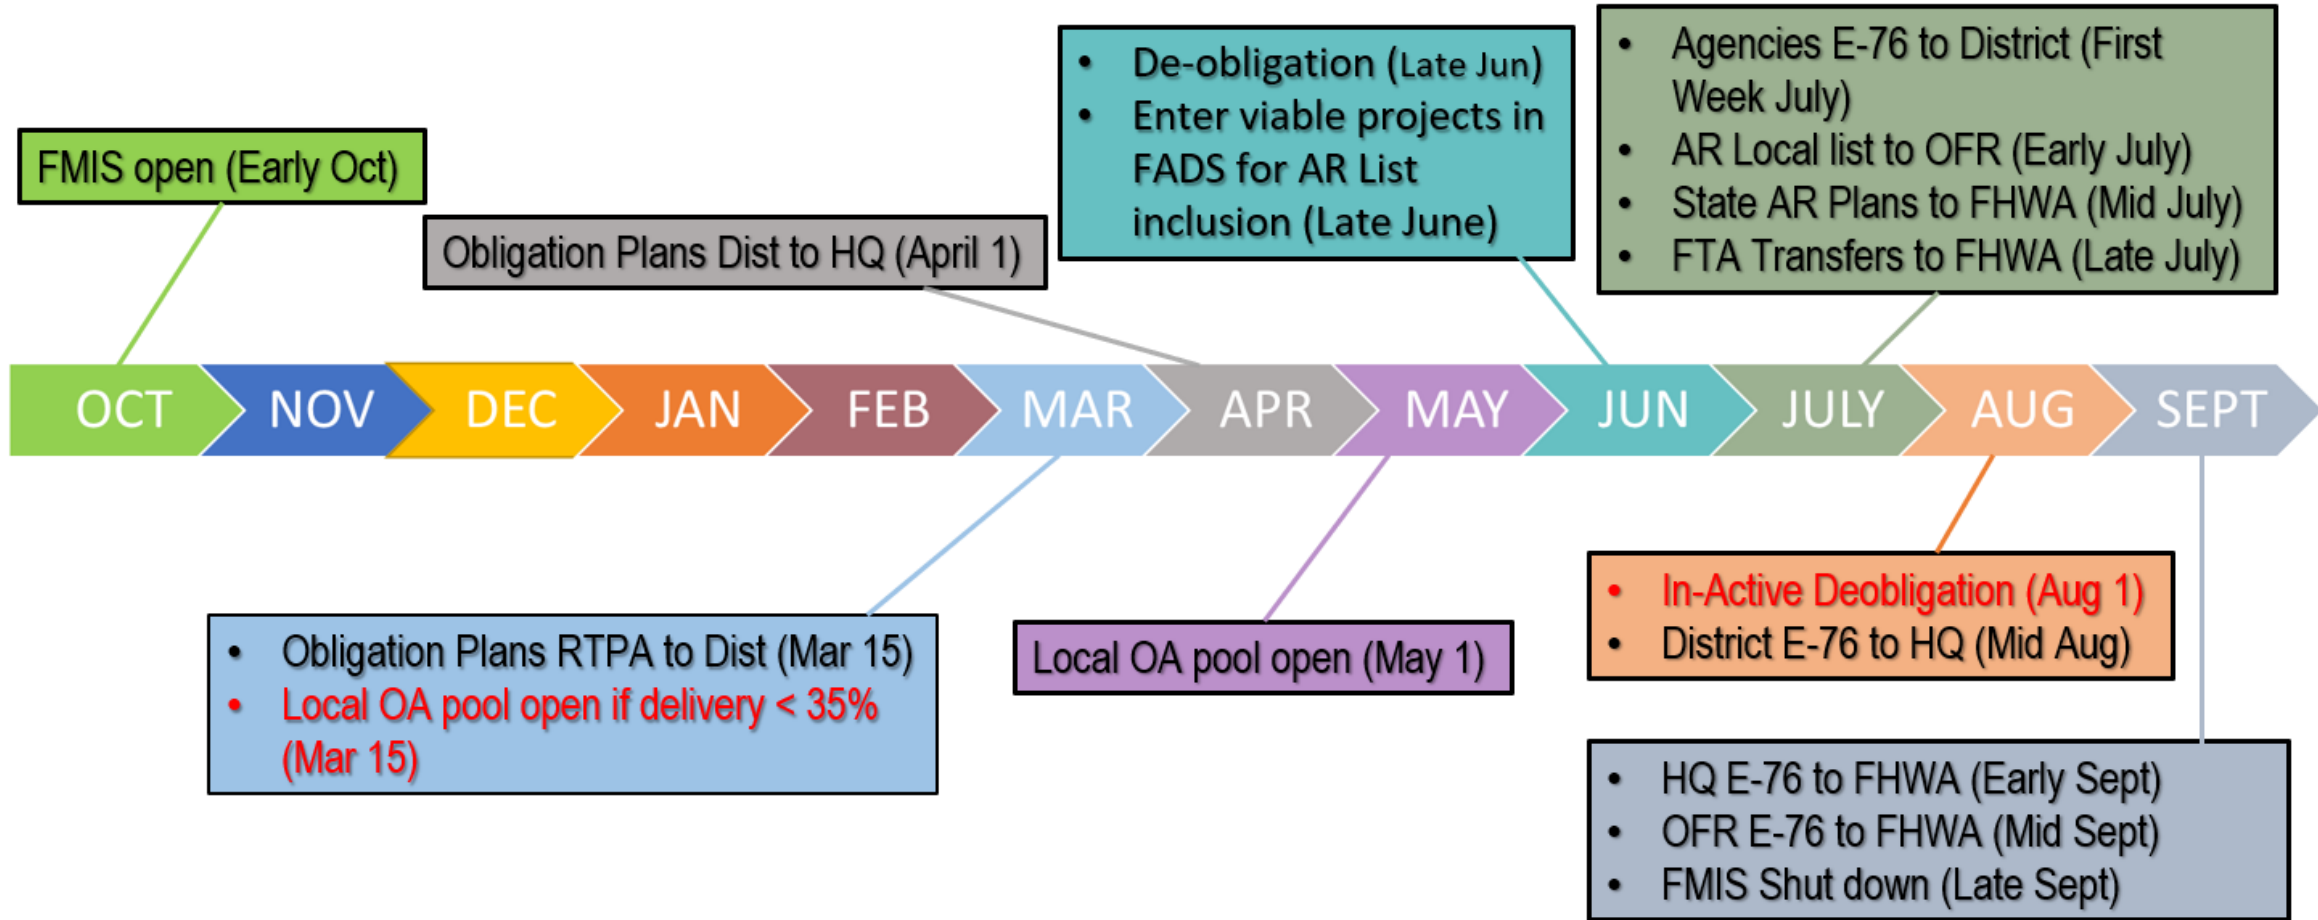 FMIS open (Early Oct)
Obligation Plans Dist to HQ (April 1)
• De-obligation (Late Jun)
• Enter viable projects in
FADS for AR List
inclusion (Late June)
• Agencies E-76 to District (First
Week July)
• AR Local list to OFR (Early July)
• State AR Plans to FHWA (Mid July)
• FTA Transfers to FHWA (Late July)
OCT NOV DEC JAN FEB MAR APR MAY JUN JULY AUG SEPT
• Obligation Plans RTPA to Dist (Mar 15)
• Local OA pool open if delivery < 35%
(Mar 15)
Local OA pool open (May 1)
• In-Active Deobligation (Aug 1)
• District E-76 to HQ (Mid Aug)
• HQ E-76 to FHWA (Early Sept)
• OFR E-76 to FHWA (Mid Sept)
• FMIS Shut down (Late Sept)